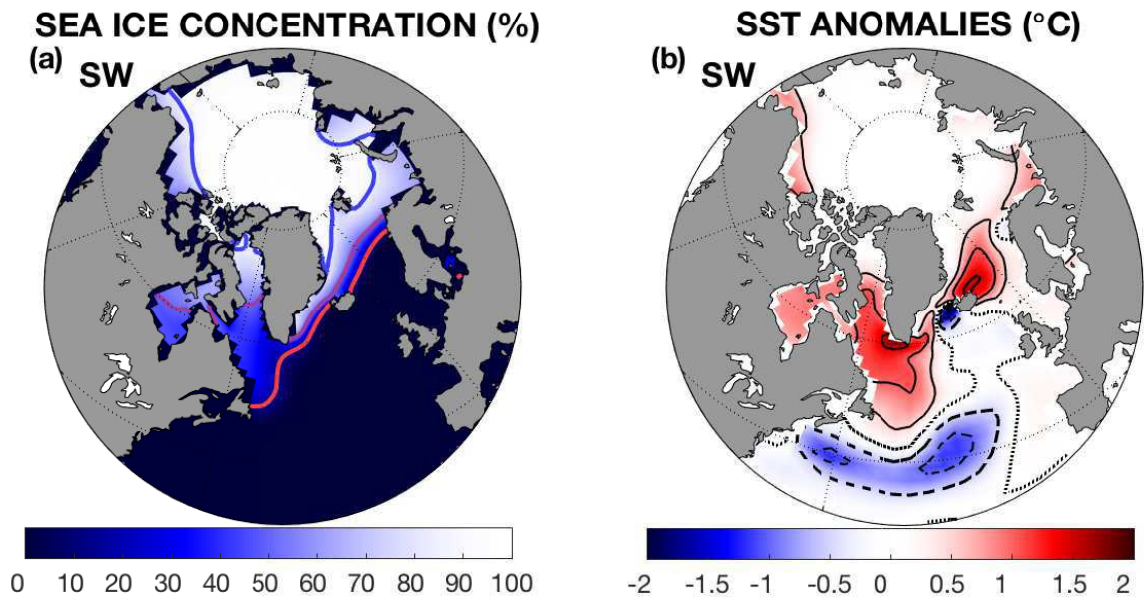 SEA ICE CONCENTRATION (%)
(a) SW
0 10 20 30 40 50 60 70 80 90 100
SST ANOMALIES (°C)
(b) SW
-2 -1.5 -1 -0.5 0 0.5 1 1.5 2